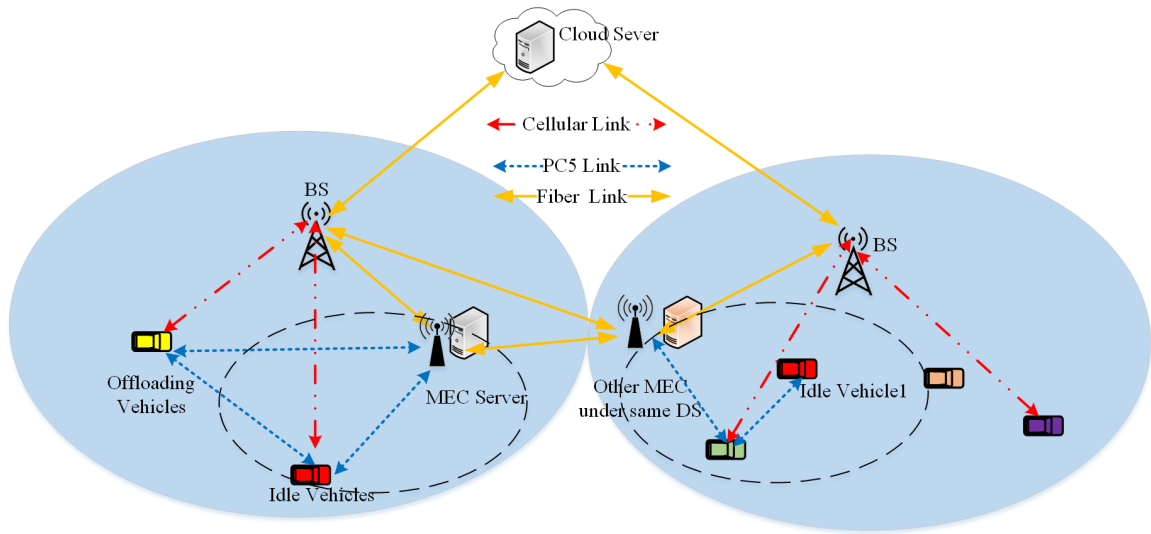 Cloud Sever
Cellular Link
PC5 Link
Fiber Link
BS
BS
Offloading
Vehicles
MEC Server
Idle Vehicles
Other MEC
under same DS
Idle Vehicle1